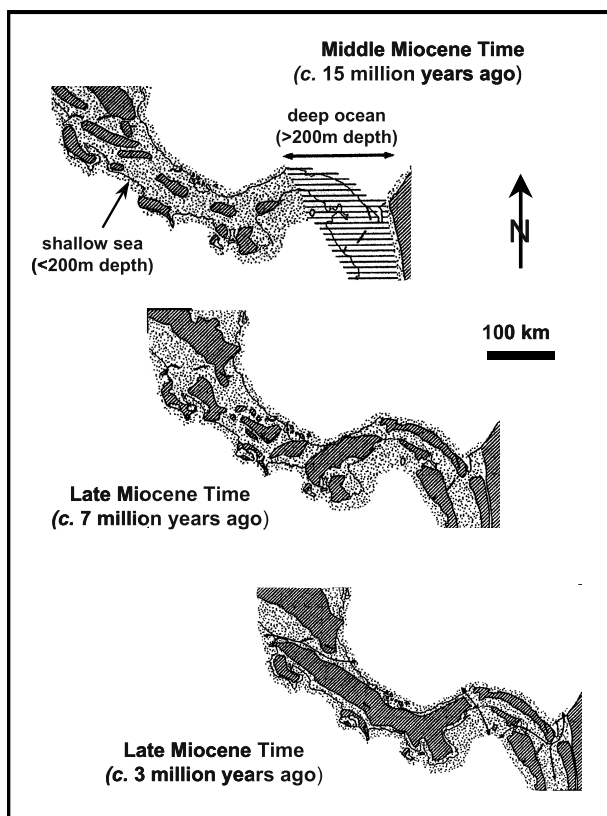 Middle Miocene Time
(c. 15 million years ago)
deep ocean
(>200m depth)
shallow sea
(<200m depth)
N
100 km
Late Miocene Time
(c. 7 million years ago)
Late Miocene Time
(c. 3 million years ago)